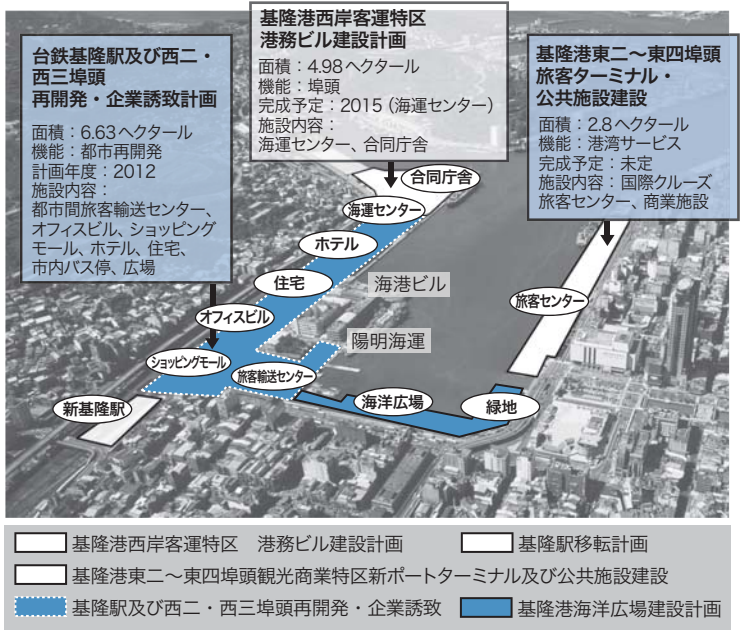 台鉄基隆駅及び西二・
西三埠頭
再開発・企業誘致計画
面積：6.63ヘクタール
機能：都市再開発
計画年度：2012
施設内容：
都市間旅客輸送センター、
オフィスビル、ショッピング
モール、ホテル、住宅、
市内バス停、広場
基隆港西岸客運特区
港務ビル建設計画
面積：4.98ヘクタール
機能：埠頭
完成予定：2015（海運センター）
施設内容：
海運センター、合同庁舎
基隆港東二〜東四埠頭
旅客ターミナル・
公共施設建設
面積：2.8ヘクタール
機能：港湾サービス
完成予定：未定
施設内容：国際クルーズ
旅客センター、商業施設
合同庁舎
海運センター
ホテル
住宅
海港ビル
旅客センター
オフィスビル
陽明海運
ショッピングモール
旅客輸送センター
海洋広場
緑地
新基隆駅
基隆港西岸客運特区　港務ビル建設計画
基隆駅移転計画
基隆港東二〜東四埠頭観光商業特区新ポートターミナル及び公共施設建設
基隆駅及び西二・西三埠頭再開発・企業誘致
基隆港海洋広場建設計画